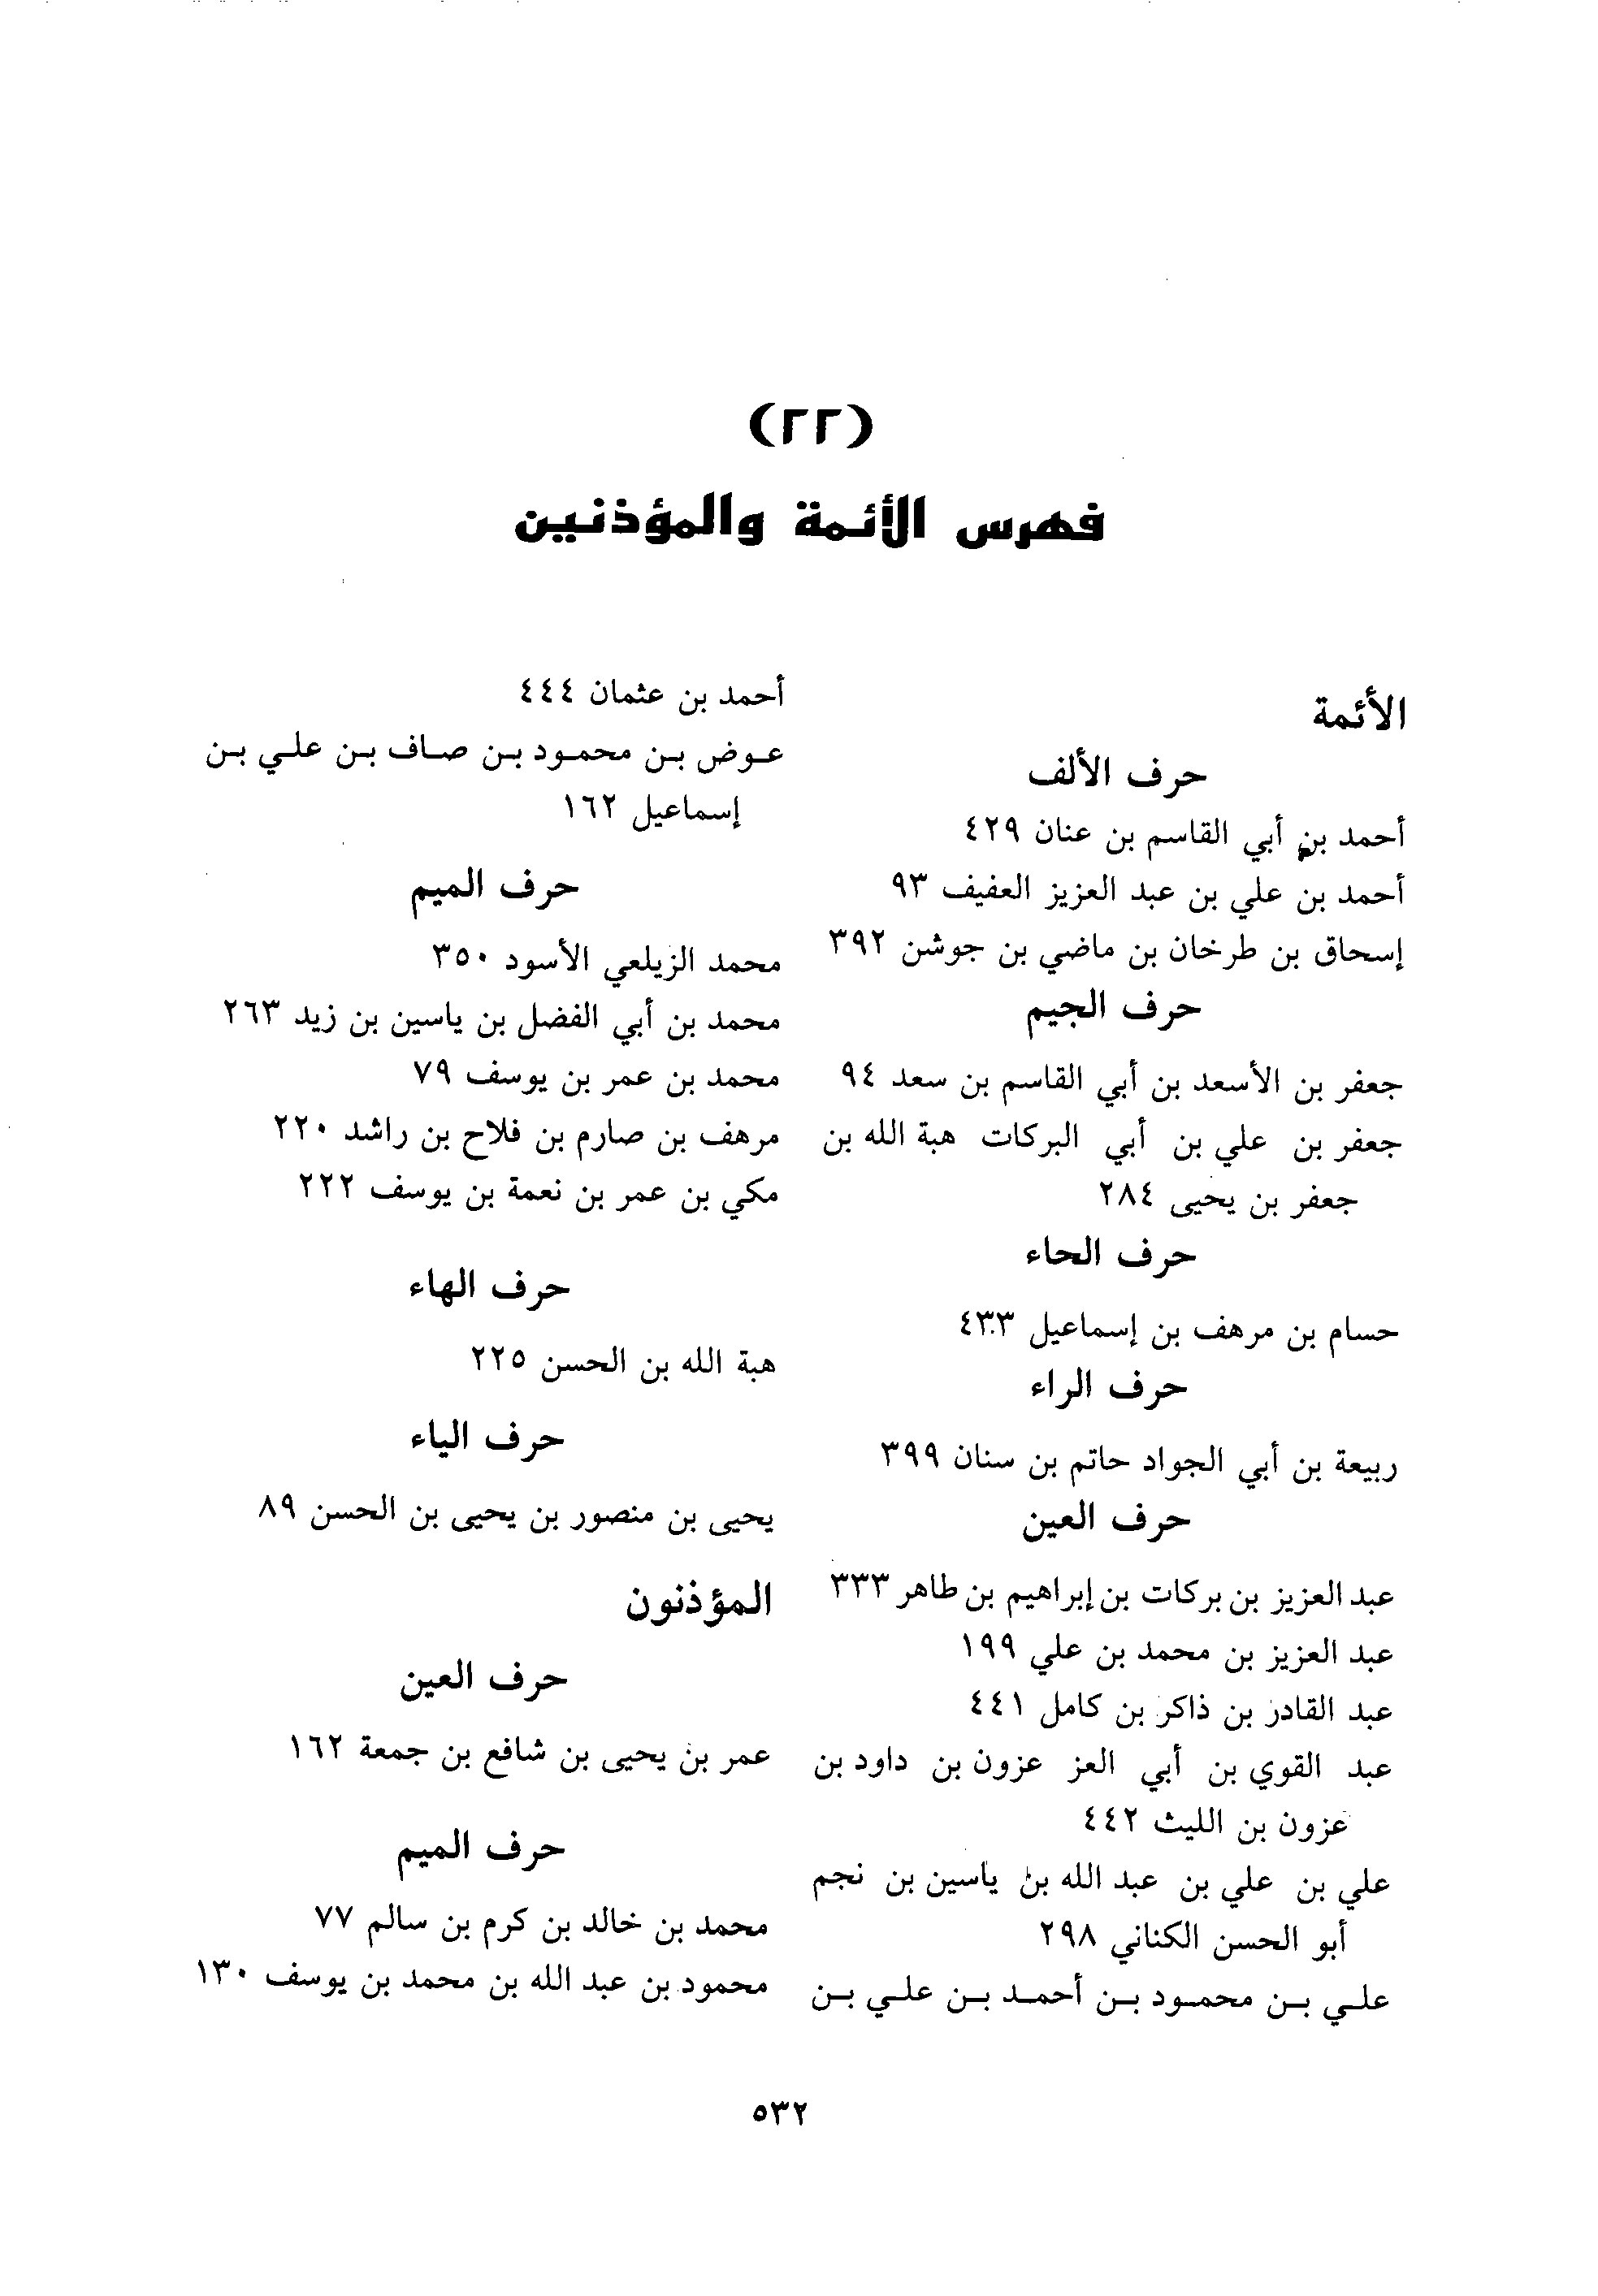 (٢٢)
فهرس الأئمة والمؤذنين
الأئمة
حرف الألف
أحمد بن أبي القاسم بن عنان ٤٢٩
أحمد بن علي بن عبد العزيز العفيف ٩٣
إسحاق بن طرخان بن ماضي بن جوشن ٣٩٢
حرف الجيم
جعفر بن الأسعد بن أبي القاسم بن سعد ٩٤
جعفر بن علي بن أبي البركات هبة الله بن
جعفر بن يحيى ٢٨٤
حرف الحاء
حسام بن مرهف بن إسماعيل ٤٣٣
حرف الراء
ربيعة بن أبي الجواد حاتم بن سنان ٣٩٩
حرف العين
عبد العزيز بن بركات بن إبراهيم بن طاهر ٣٣٣
عبد العزيز بن محمد بن علي ١٩٩
عبد القادر بن ذاكر بن كامل ٤٤١
عبد القوي بن أبي العز عزون بن داود بن
عزون بن الليث ٤٤٢
علي بن علي بن عبد الله بن ياسين بن نجم
أبو الحسن الكناني ٢٩٨
علي بن محمود بن أحمد بن علي بن
أحمد بن عثمان ٤٤٤
عوض بن محمود بن صاف بن علي بن
إسماعيل ١٦٢
حرف الميم
محمد الزيلعي الأسود ٣٥٠
محمد بن أبي الفضل بن ياسين بن زيد ٢٦٣
محمد بن عمر بن يوسف ٧٩
مرهف بن صارم بن فلاح بن راشد ٢٢٠
مكي بن عمر بن نعمة بن يوسف ٢٢٢
حرف الهاء
هبة الله بن الحسن ٢٢٥
حرف الياء
يحيى بن منصور بن يحيى بن الحسن ٨٩
المؤذنون
حرف العين
عمر بن يحيى بن شافع بن جمعة ١٦٢
حرف الميم
محمد بن خالد بن كرم بن سالم ٧٧
محمود بن عبد الله بن محمد بن يوسف ١٣٠
٥٣٢